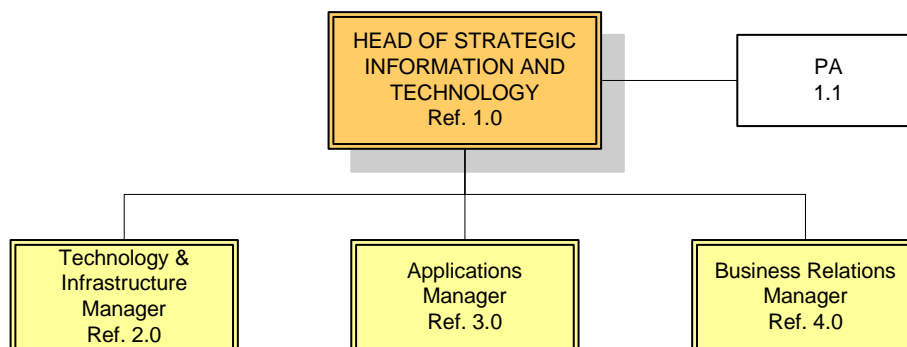 HEAD OF STRATEGIC
INFORMATION AND
TECHNOLOGY
Ref. 1.0
PA
1.1
Technology &
Infrastructure
Manager
Ref. 2.0
Applications
Manager
Ref. 3.0
Business Relations
Manager
Ref. 4.0